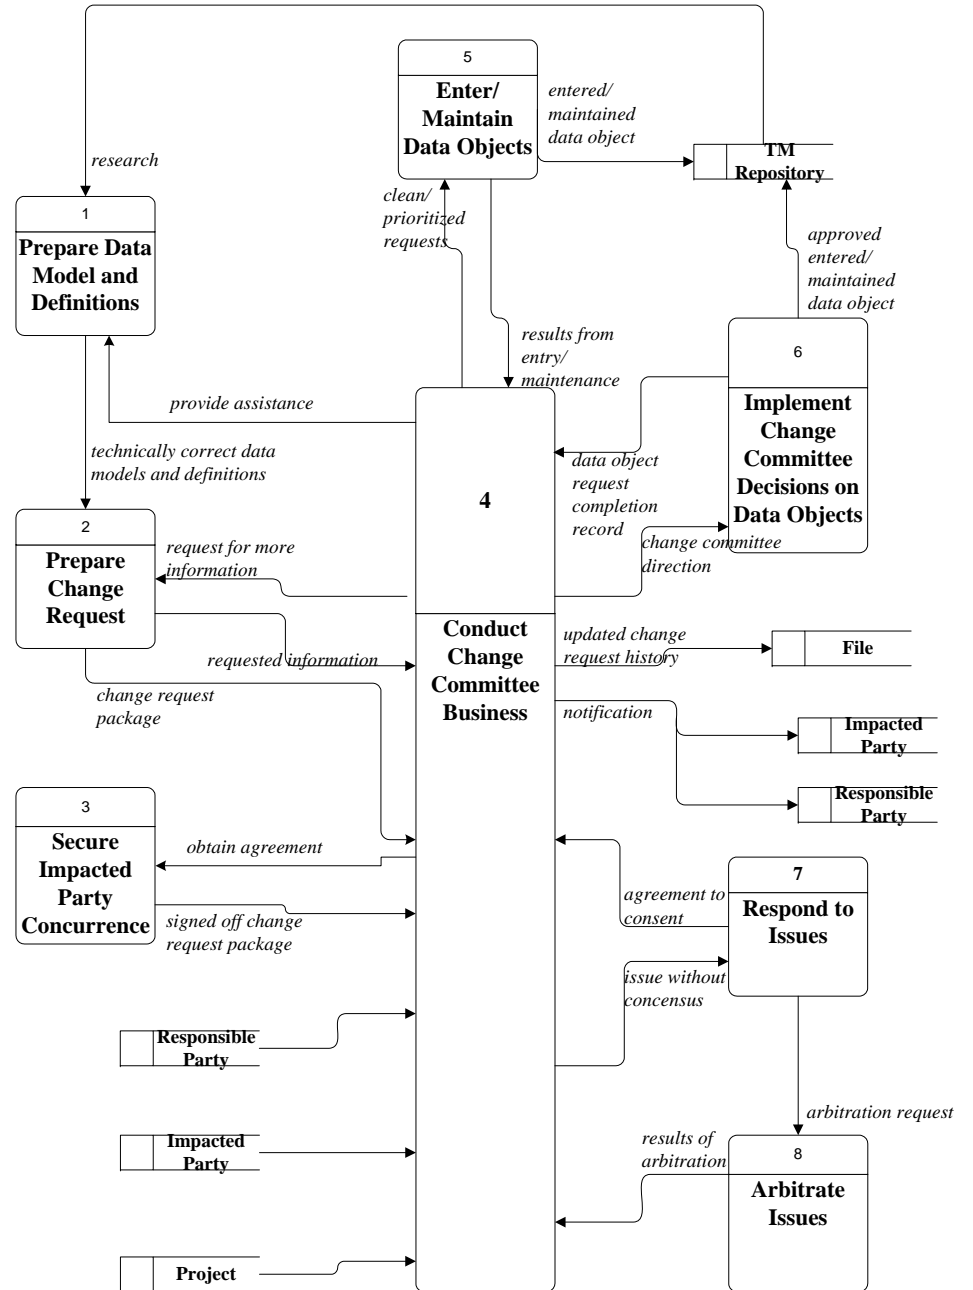 5
Enter/
Maintain
Data Objects
entered/
maintained
data object
TM
Repository
research
clean/
prioritized
requests
1
Prepare Data
Model and
Definitions
approved
entered/
maintained
data object
results from
entry/
maintenance
6
Implement
Change
Committee
Decisions on
Data Objects
provide assistance
technically correct data
models and definitions
data object
request
completion
record
4
2
Prepare
Change
Request
request for more
information
change committee
direction
Conduct
Change
Committee
Business
updated change
request history
File
requested information
change request
package
notification
Impacted
Party
Responsible
Party
3
Secure
Impacted
Party
Concurrence
obtain agreement
signed off change
request package
agreement to
consent
7
Respond to
Issues
issue without
concensus
Responsible
Party
arbitration request
Impacted
Party
results of
arbitration
8
Arbitrate
Issues
Project